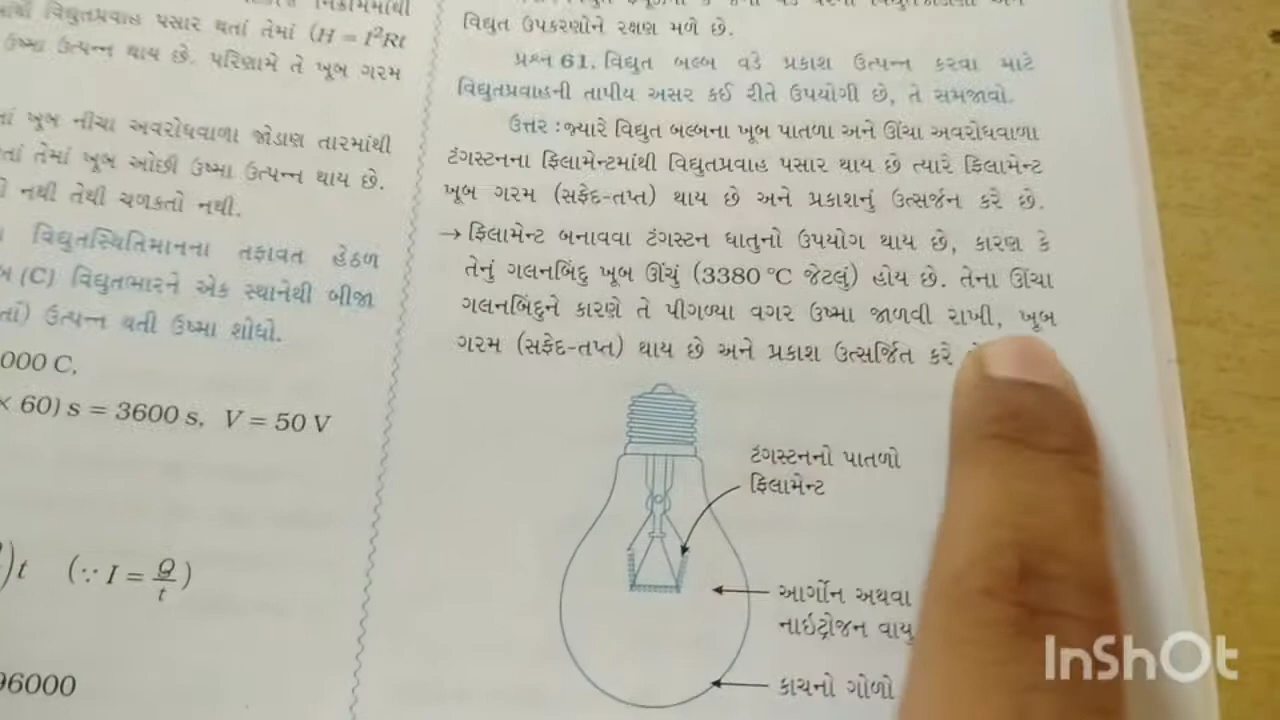 વિદ્યુતપ્રવાહ પસાર થતાં તેમાં (H = I²Rt
ઉષ્મા ઉત્પન્ન થાય છે. પરિણામે તે ખૂબ ગરમ
ખૂબ નીચા અવરોધવાળા જોડાણ તારમાંથી
તેમાં ખૂબ ઓછી ઉષ્મા ઉત્પન્ન થાય છે.
નથી તેથી ચળકતો નથી.
વિદ્યુતસ્થિતિમાનના તફાવત હેઠળ
(C) વિદ્યુતભારને એક સ્થાનેથી બીજા
ઉત્પન્ન થતી ઉષ્મા શોધો.
000 C,
× 60) s = 3600 s, V = 50 V
)t (∵ I = Q/t)
96000
વિદ્યુત ઉપકરણોને રક્ષણ મળે છે.
પ્રશ્ન 61. વિદ્યુત બલ્બ વડે પ્રકાશ ઉત્પન્ન કરવા માટે
વિદ્યુતપ્રવાહની તાપીય અસર કઈ રીતે ઉપયોગી છે, તે સમજાવો.
ઉત્તર : જ્યારે વિદ્યુત બલ્બના ખૂબ પાતળા અને ઊંચા અવરોધવાળા
ટંગસ્ટનના ફિલામેન્ટમાંથી વિદ્યુતપ્રવાહ પસાર થાય છે ત્યારે ફિલામેન્ટ
ખૂબ ગરમ (સફેદ-તપ્ત) થાય છે અને પ્રકાશનું ઉત્સર્જન કરે છે.
→ ફિલામેન્ટ બનાવવા ટંગસ્ટન ધાતુનો ઉપયોગ થાય છે, કારણ કે
તેનું ગલનબિંદુ ખૂબ ઊંચું (3380 °C જેટલું) હોય છે. તેના ઊંચા
ગલનબિંદુને કારણે તે પીગળ્યા વગર ઉષ્મા જાળવી રાખી, ખૂબ
ગરમ (સફેદ-તપ્ત) થાય છે અને પ્રકાશ ઉત્સર્જિત કરે
ટંગસ્ટનનો પાતળો
ફિલામેન્ટ
આર્ગોન અથવા
નાઇટ્રોજન વાયુ
કાચનો ગોળો
InShOt